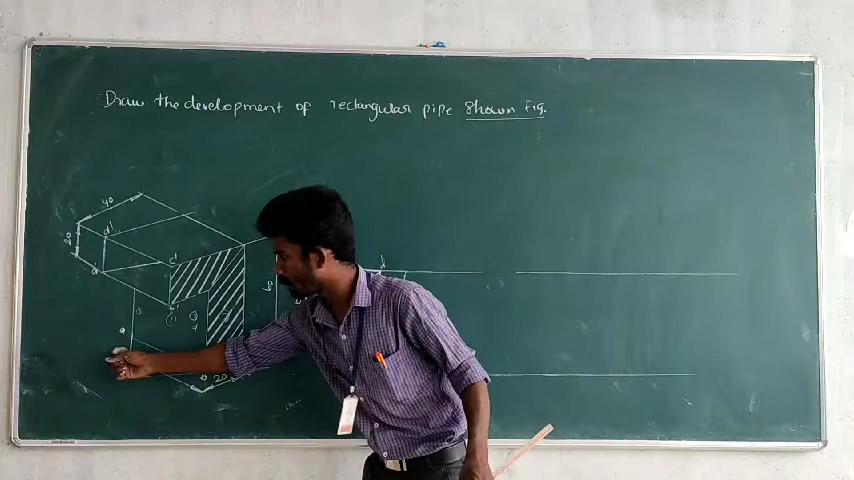 Draw the development of rectangular pipe Shown Fig.
40
20
d'
c'
a
20
d